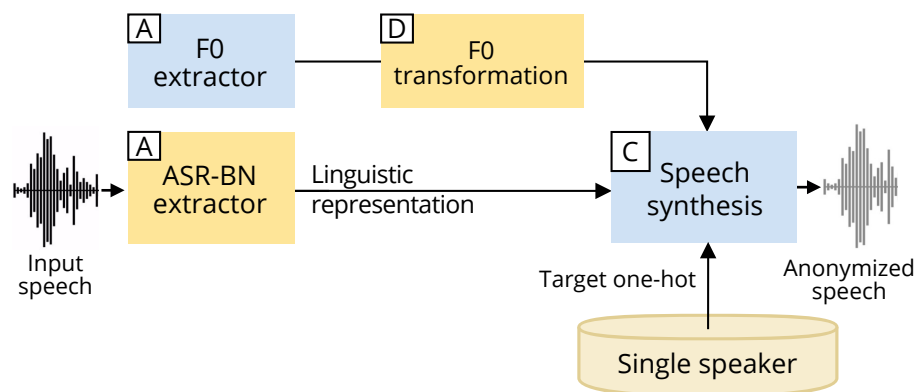 A
F0
extractor
D
F0
transformation
A
ASR-BN
extractor
Linguistic
representation
C
Speech
synthesis
Input
speech
Target one-hot
Anonymized
speech
Single speaker